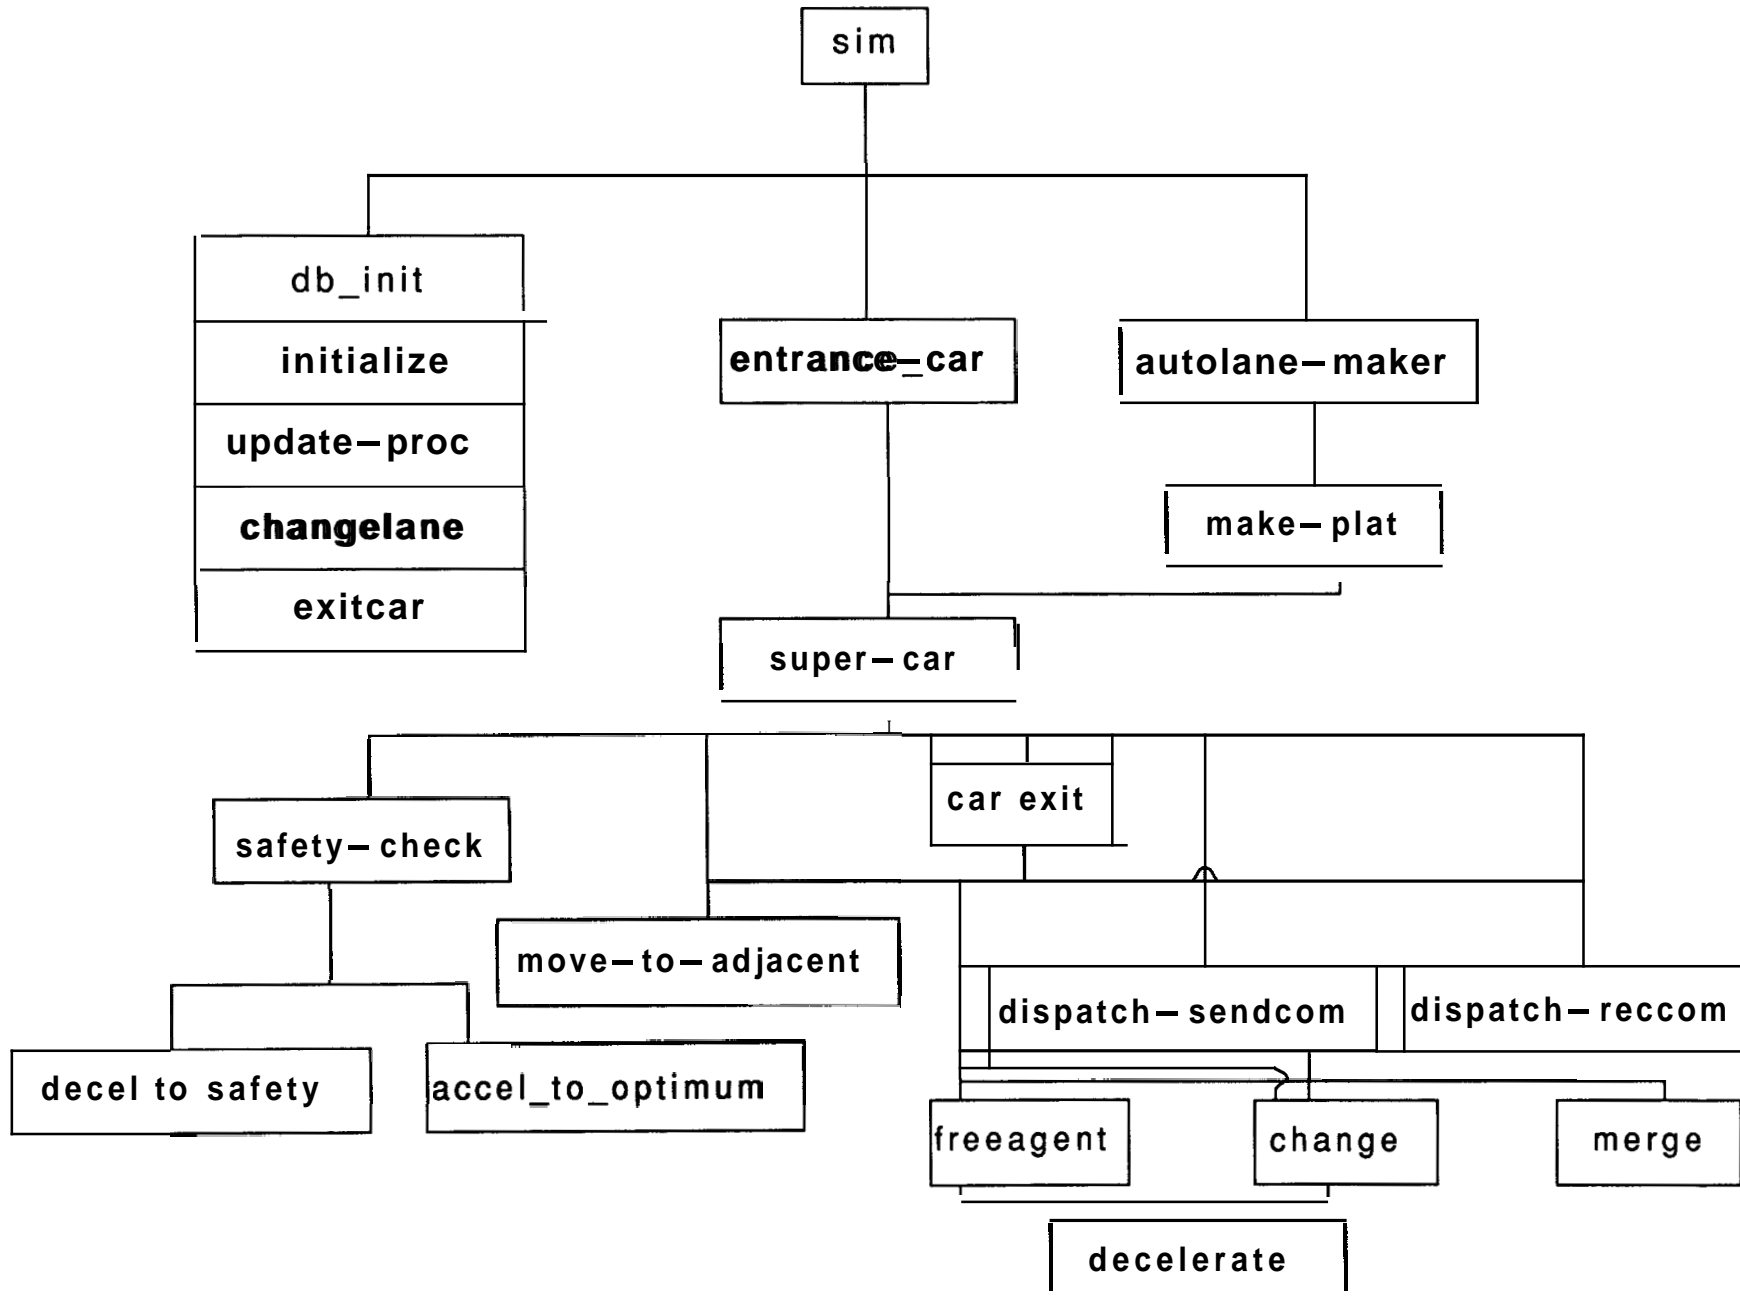 sim
db_init
initialize
update-proc
changelane
exitcar
entrance_car
autolane-maker
make-plat
super-car
car exit
safety-check
move-to-adjacent
dispatch-sendcom
dispatch-reccom
decel to safety
accel_to_optimum
freeagent
change
merge
decelerate